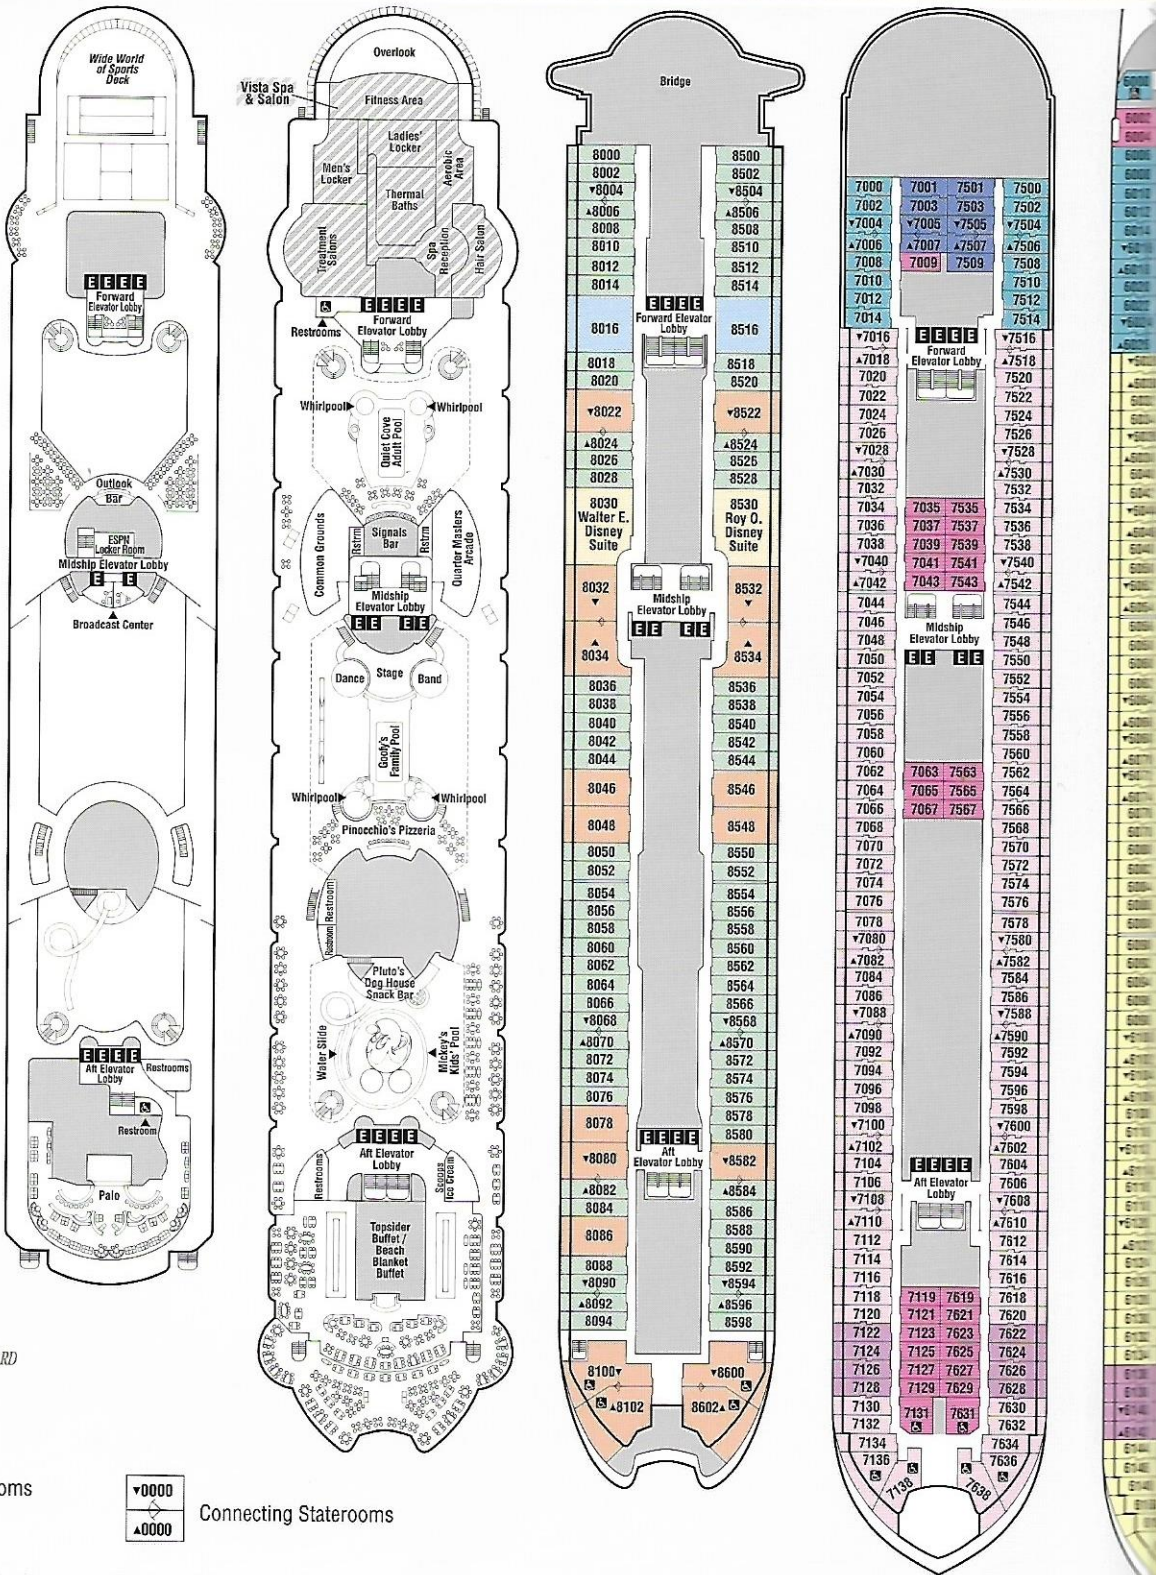 Wide World
of Sports
Deck
E E E E
Forward
Elevator Lobby
Outlook
Bar
ESPN
Locker Room
Midship Elevator Lobby
E E
Broadcast Center
E E E E
Aft Elevator
Lobby
Restrooms
Restroom
Palo
Overlook
Vista Spa
& Salon
Fitness Area
Ladies'
Locker
Men's
Locker
Aerobic
Area
Thermal
Baths
Treatment
Salons
Spa
Reception
Hair Salon
Restrooms
E E E E
Forward
Elevator Lobby
Whirlpool
Whirlpool
Quiet Cove
Adult Pool
Common Grounds
Rstrm
Signals
Bar
Rstrm
Quarter Masters
Arcade
Midship
Elevator Lobby
E E E E
Dance
Stage
Band
Goofy's
Family Pool
Whirlpool
Whirlpool
Pinocchio's Pizzeria
Restroom
Restroom
Pluto's
Dog House
Snack Bar
Water Slide
Mickey's
Kids' Pool
E E E E
Aft Elevator
Lobby
Restrooms
Scoops
Ice Cream
Topsider
Buffet /
Beach
Blanket
Buffet
Bridge
8000 8500
8002 8502
▼8004 ▼8504
▲8006 ▲8506
8008 8508
8010 8510
8012 8512
8014 8514
E E E E
Forward Elevator
Lobby
8016 8516
8018 8518
8020 8520
▼8022 ▼8522
▲8024 ▲8524
8026 8526
8028 8528
8030
Walter E.
Disney
Suite
8530
Roy O.
Disney
Suite
8032 8532
▼ ▼
Midship
Elevator Lobby
E E E E
▲ ▲
8034 8534
8036 8536
8038 8538
8040 8540
8042 8542
8044 8544
8046 8546
8048 8548
8050 8550
8052 8552
8054 8554
8056 8556
8058 8558
8060 8560
8062 8562
8064 8564
8066 8566
▼8068 ▼8568
▲8070 ▲8570
8072 8572
8074 8574
8076 8576
8078 8578
8580
E E E E
Aft
Elevator Lobby
▼8080 ▼8582
▲8082 ▲8584
8084 8586
8086 8588
8590
8088 8592
▼8090 ▼8594
▲8092 ▲8596
8094 8598
8100▼ ▼8600
▲8102 8602▲
7000 7001 7501 7500
7002 7003 7503 7502
▼7004 ▼7005 ▼7505 ▼7504
▲7006 ▲7007 ▲7507 ▲7506
7008 7009 7509 7508
7010 7510
7012 7512
7014 7514
▼7016 E E E E ▼7516
Forward
Elevator Lobby
▲7018 ▲7518
7020 7520
7022 7522
7024 7524
7026 7526
▼7028 ▼7528
▲7030 ▲7530
7032 7532
7034 7035 7535 7534
7036 7037 7537 7536
7038 7039 7539 7538
▼7040 7041 7541 ▼7540
▲7042 7043 7543 ▲7542
7044 7544
7046 7546
Midship
Elevator Lobby
7048 7548
7050 E E E E 7550
7052 7552
7054 7554
7056 7556
7058 7558
7060 7560
7062 7063 7563 7562
7064 7065 7565 7564
7066 7067 7567 7566
7068 7568
7070 7570
7072 7572
7074 7574
7076 7576
7078 7578
▼7080 ▼7580
▲7082 ▲7582
7084 7584
7086 7586
▼7088 ▼7588
▲7090 ▲7590
7092 7592
7094 7594
7096 7596
7098 7598
▼7100 ▼7600
▲7102 ▲7602
7104 E E E E 7604
Aft Elevator
Lobby
7106 7606
▼7108 ▼7608
▲7110 ▲7610
7112 7612
7114 7614
7116 7616
7118 7119 7619 7618
7120 7121 7621 7620
7122 7123 7623 7622
7124 7125 7625 7624
7126 7127 7627 7626
7128 7129 7629 7628
7130 7131 7631 7630
7132 7632
7134 7634
7136 7636
7138 7638
6000
6002
6004
RD
oms
▼0000
▲0000
Connecting Staterooms